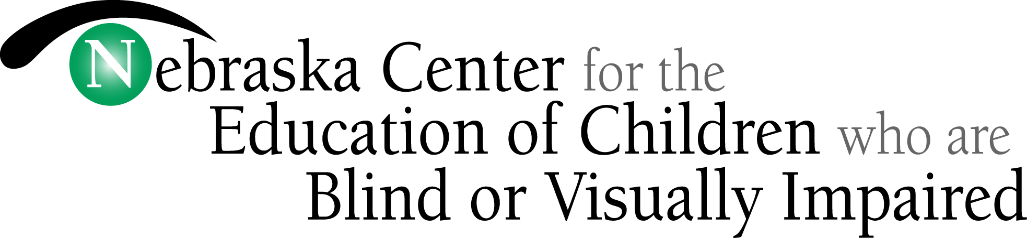 Nebraska Center for the
Education of Children who are
Blind or Visually Impaired